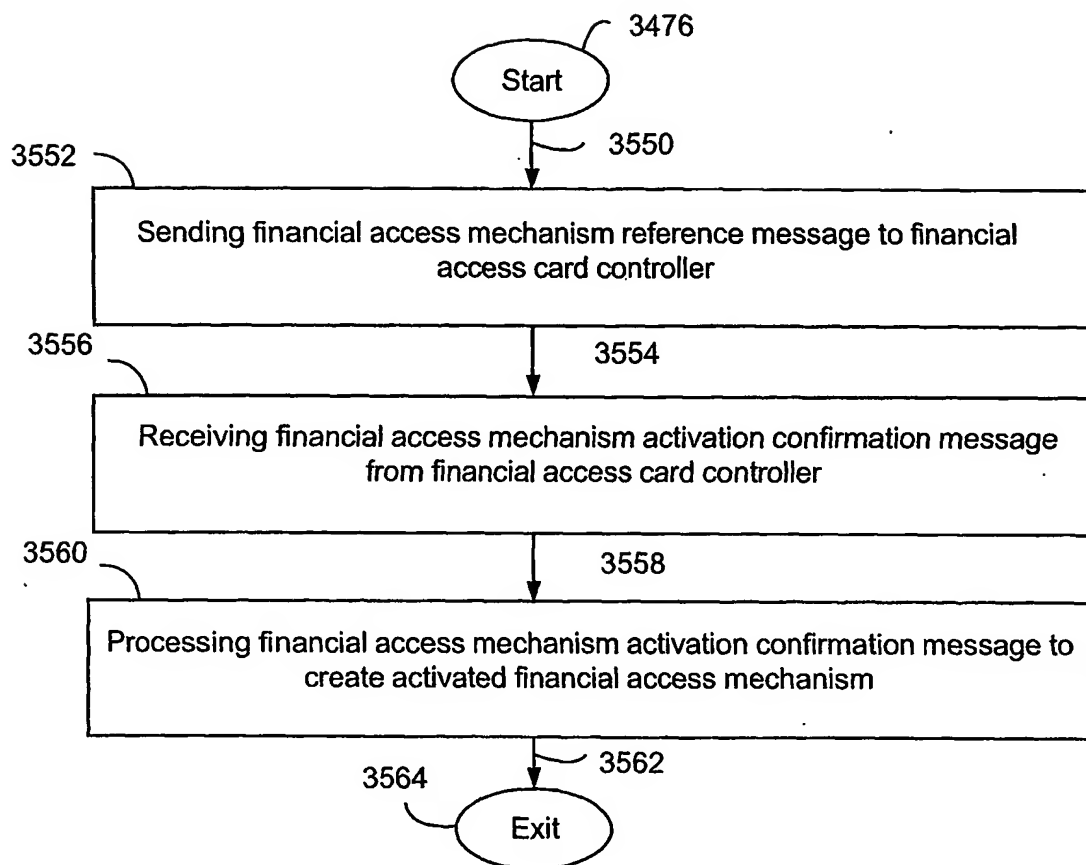 3476
Start
3550
3552
Sending financial access mechanism reference message to financial
access card controller
3554
3556
Receiving financial access mechanism activation confirmation message
from financial access card controller
3558
3560
Processing financial access mechanism activation confirmation message to
create activated financial access mechanism
3562
3564
Exit